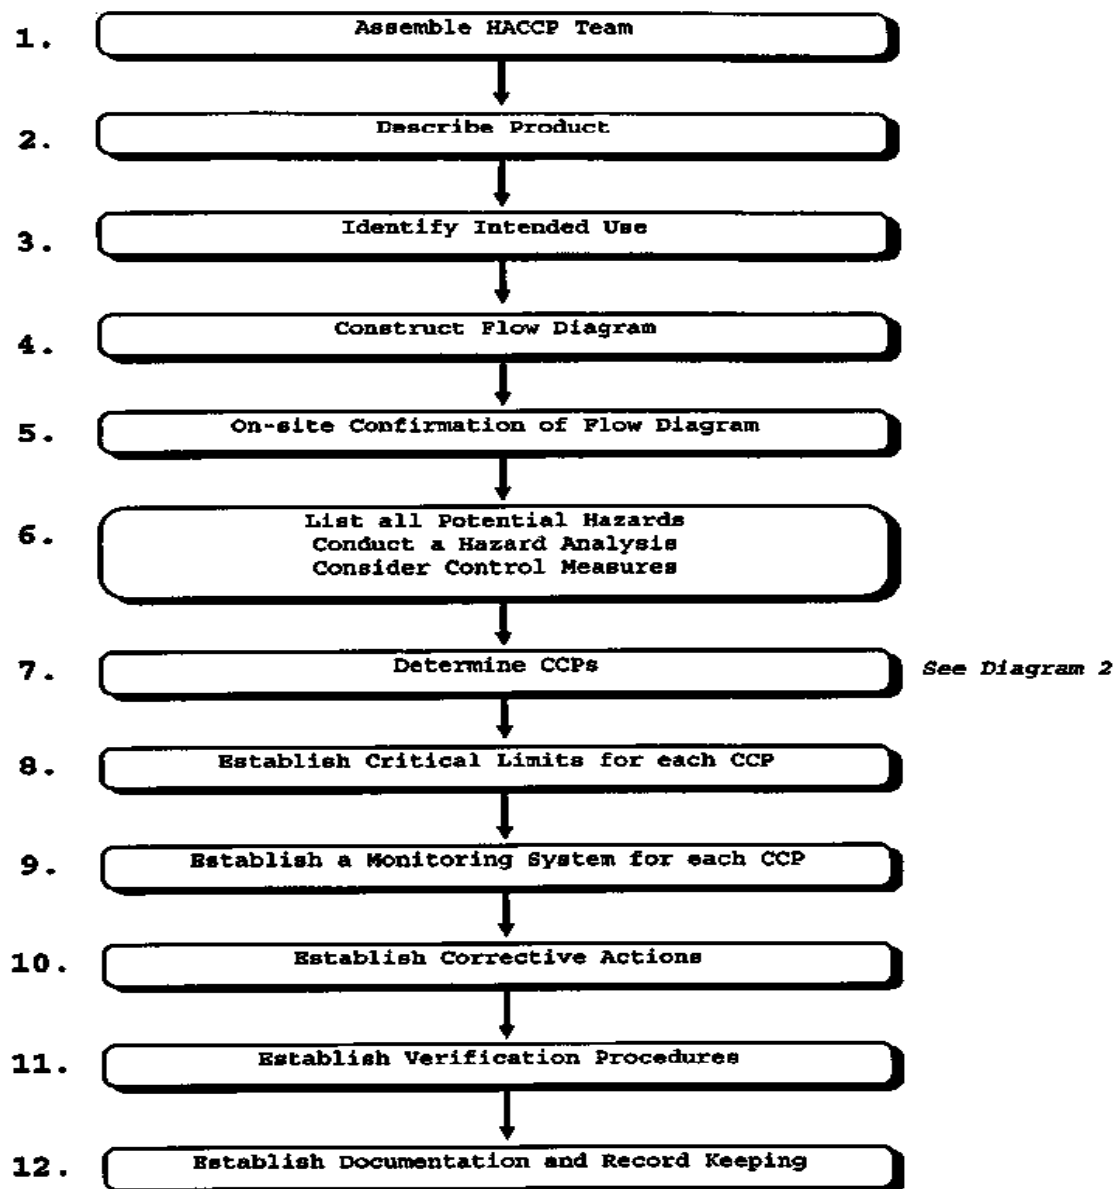 1. Assemble HACCP Team
2. Describe Product
3. Identify Intended Use
4. Construct Flow Diagram
5. On-site Confirmation of Flow Diagram
6. List all Potential Hazards
Conduct a Hazard Analysis
Consider Control Measures
7. Determine CCPs See Diagram 2
8. Establish Critical Limits for each CCP
9. Establish a Monitoring System for each CCP
10. Establish Corrective Actions
11. Establish Verification Procedures
12. Establish Documentation and Record Keeping